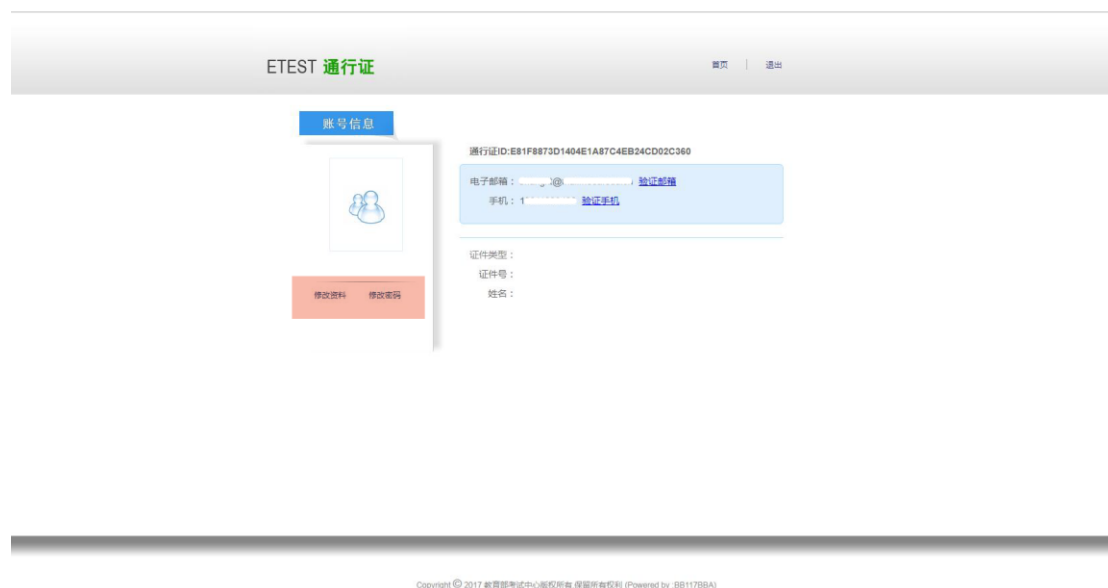 ETEST 通行证
首页 | 退出
账号信息
通行证ID:E81F8873D1404E1A87C4EB24CD02C360
电子邮箱： @ 验证邮箱
手机：1 验证手机
证件类型：
证件号：
修改资料 修改密码
姓名：
Copyright © 2017 教育部考试中心版权所有 保留所有权利 (Powered by :BB117BBA)